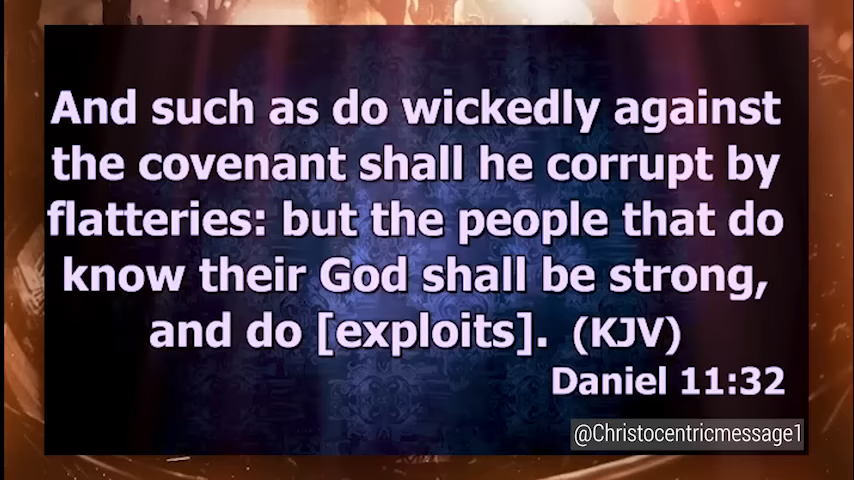 And such as do wickedly against
the covenant shall he corrupt by
flatteries: but the people that do
know their God shall be strong,
and do [exploits]. (KJV)
Daniel 11:32
@Christocentricmessage1